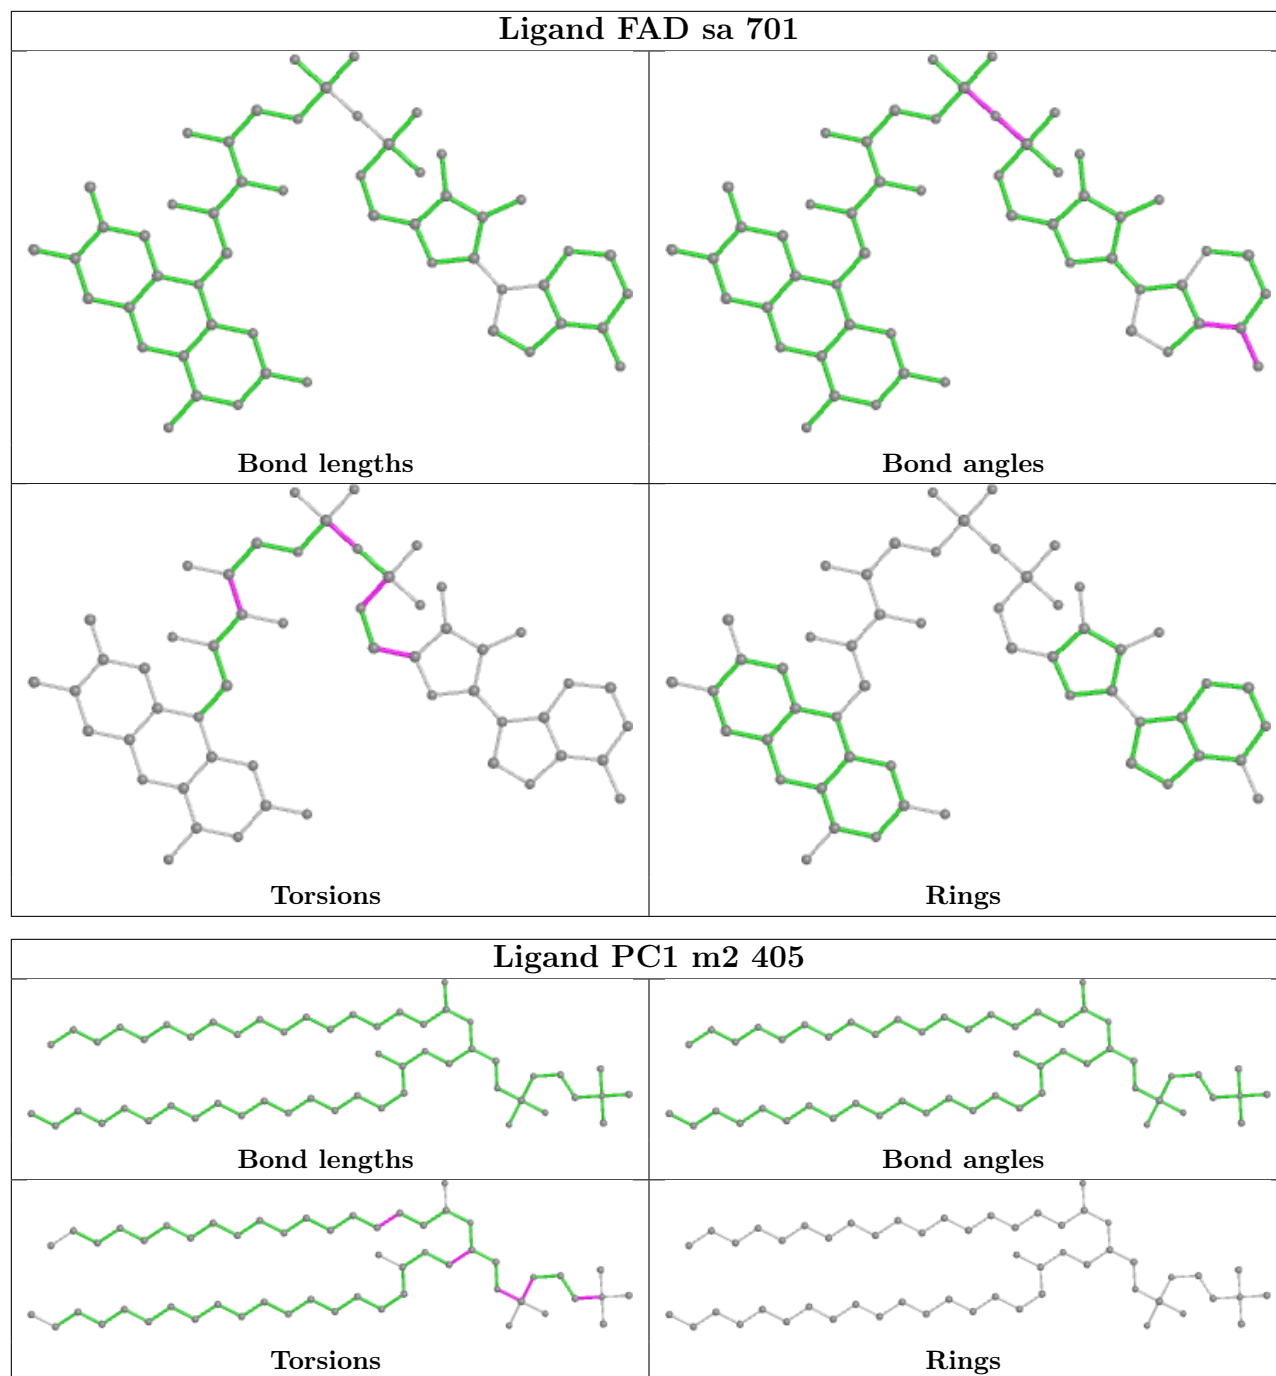 Ligand FAD sa 701
Bond lengths
Bond angles
Torsions
Rings
Ligand PC1 m2 405
Bond lengths
Bond angles
Torsions
Rings